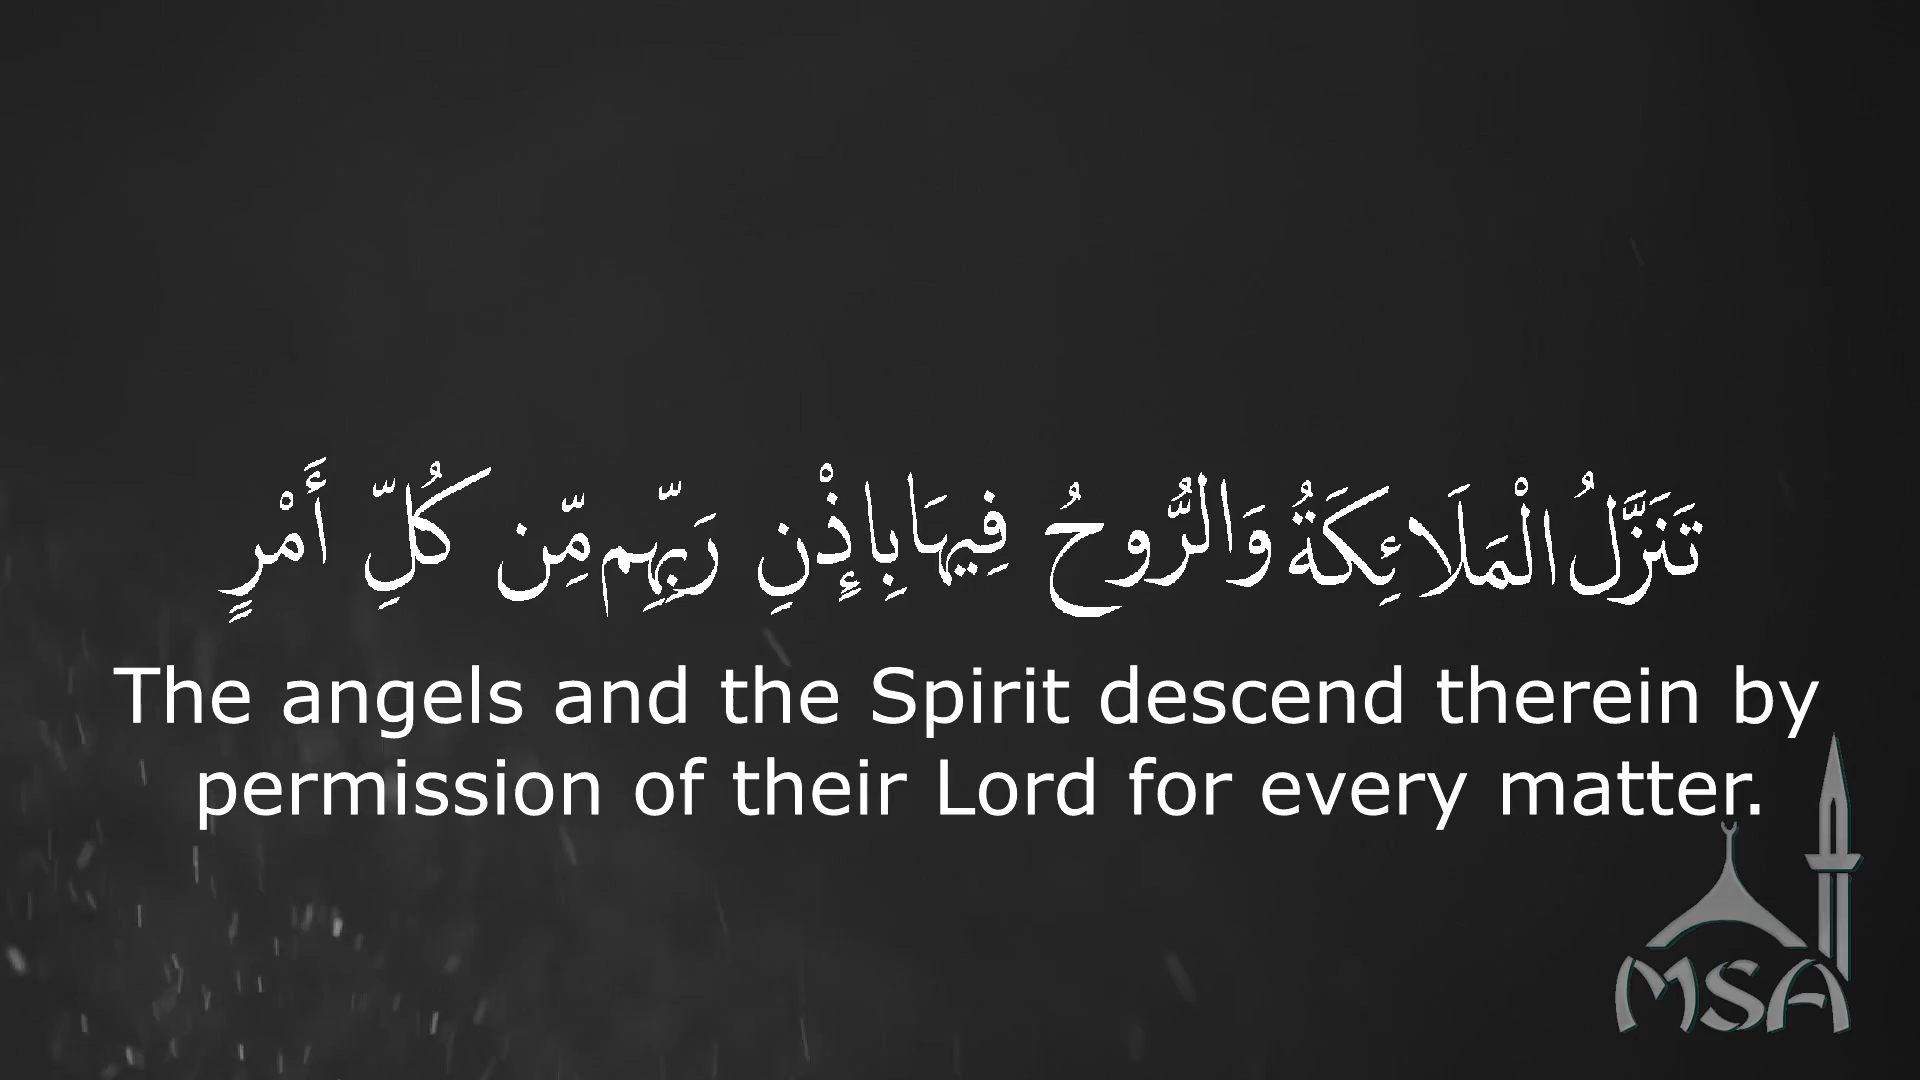 تَنَزَّلُ الْمَلَائِكَةُ وَالرُّوحُ فِيهَا بِإِذْنِ رَبِّهِم مِّن كُلِّ أَمْرٍ
The angels and the Spirit descend therein by
permission of their Lord for every matter.
MSA